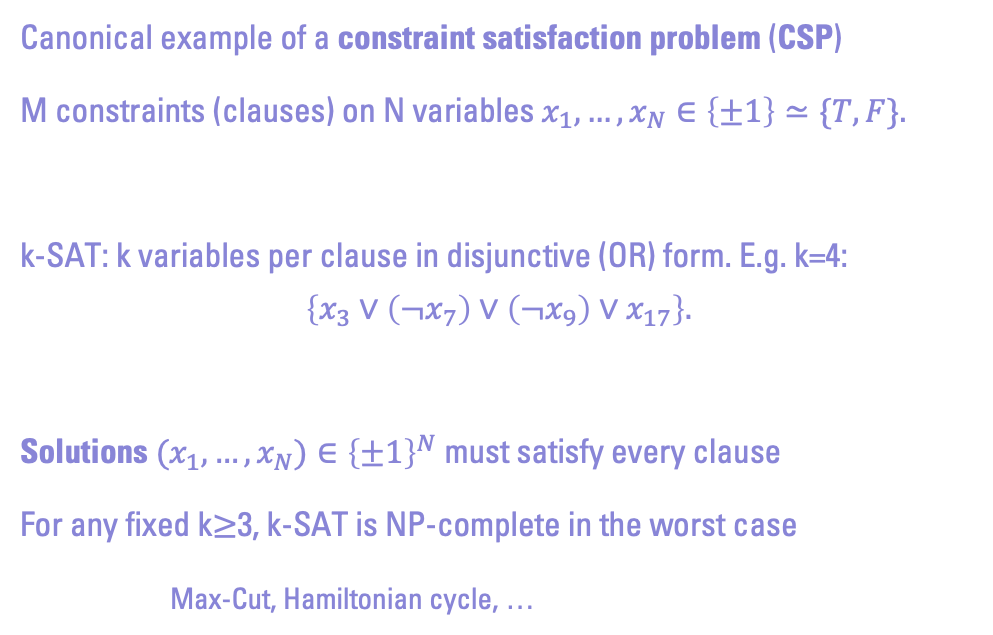 Canonical example of a constraint satisfaction problem (CSP)
M constraints (clauses) on N variables x₁, … , x_N ∈ {±1} ≃ {T, F}.
k-SAT: k variables per clause in disjunctive (OR) form. E.g. k=4:
{x₃ ∨ (¬x₇) ∨ (¬x₉) ∨ x₁₇}.
Solutions (x₁, … , x_N) ∈ {±1}ᴺ must satisfy every clause
For any fixed k≥3, k-SAT is NP-complete in the worst case
Max-Cut, Hamiltonian cycle, …